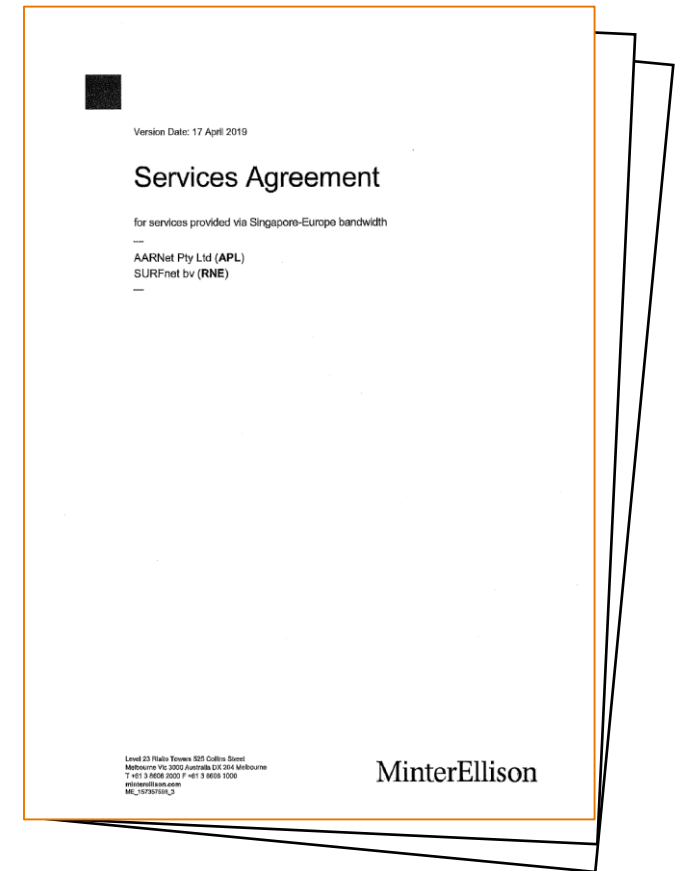 Version Date: 17 April 2019
Services Agreement
for services provided via Singapore-Europe bandwidth
—
AARNet Pty Ltd (APL)
SURFnet bv (RNE)
—
Level 23 Rialto Towers 525 Collins Street
Melbourne Vic 3000 Australia DX 204 Melbourne
T +61 3 8608 2000 F +61 3 8608 1000
minterellison.com
MinterEllison